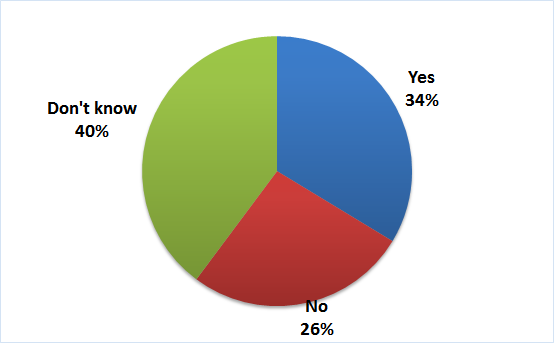 Yes
34%
Don't know
40%
No
26%